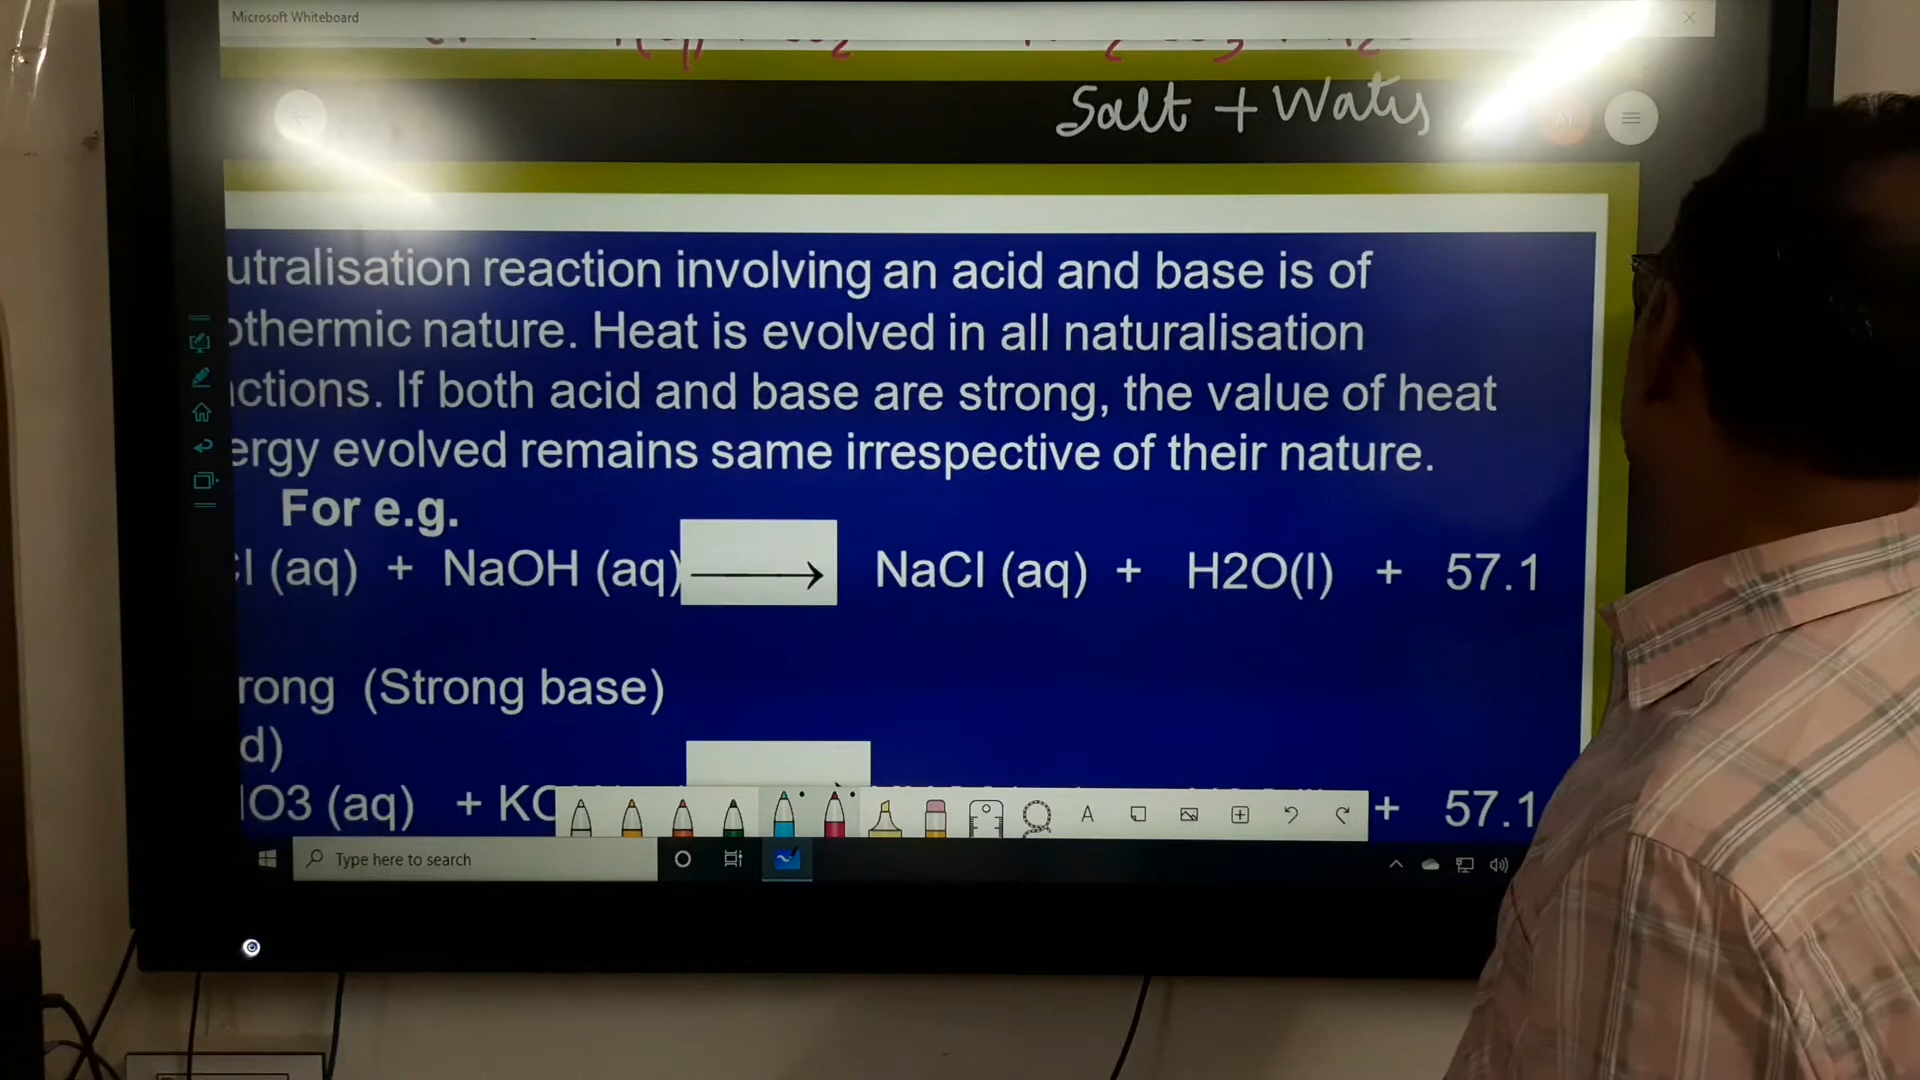 Microsoft Whiteboard
Salt + Water
utralisation reaction involving an acid and base is of
othermic nature. Heat is evolved in all naturalisation
ctions. If both acid and base are strong, the value of heat
ergy evolved remains same irrespective of their nature.
For e.g.
l (aq) + NaOH (aq) → NaCl (aq) + H2O(l) + 57.1
rong (Strong base)
d)
IO3 (aq) + KO + 57.1
A
Type here to search